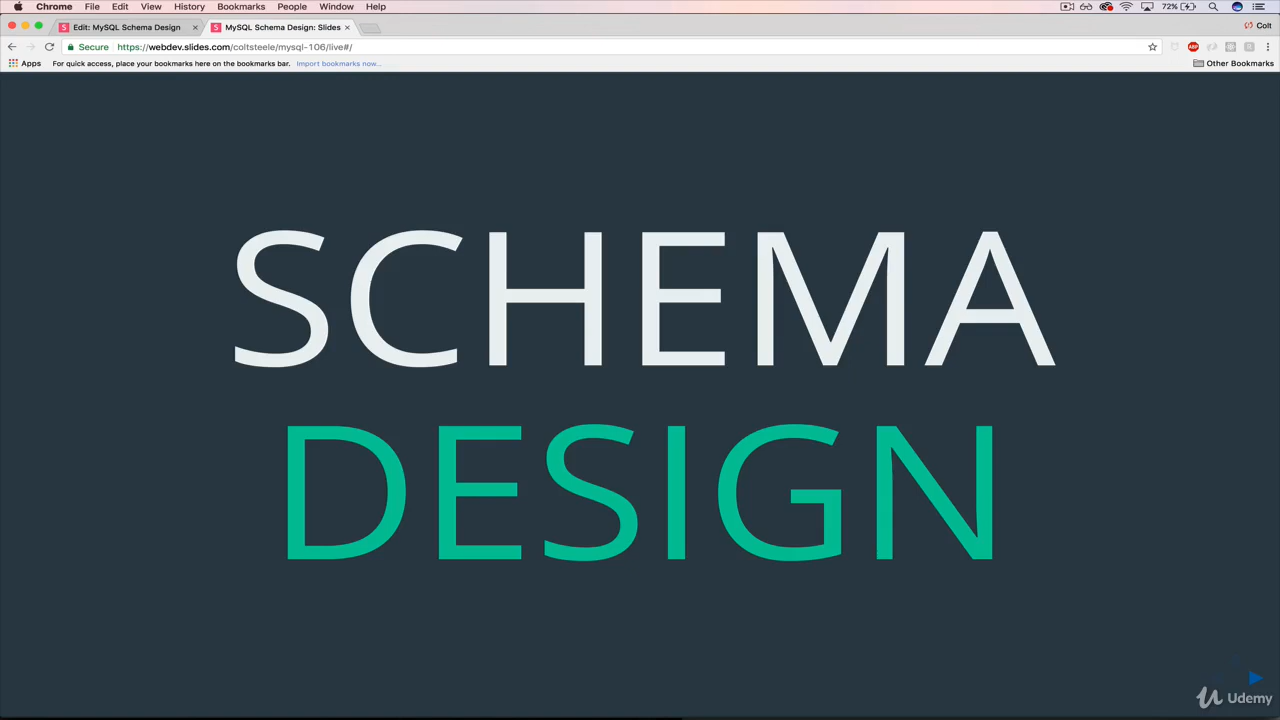 Chrome File Edit View History Bookmarks People Window Help 72%
Edit: MySQL Schema Design MySQL Schema Design: Slides Colt
Secure https://webdev.slides.com/coltsteele/mysql-106/live#/ ABP
Apps For quick access, place your bookmarks here on the bookmarks bar. Import bookmarks now... Other Bookmarks
SCHEMA
DESIGN
Udemy